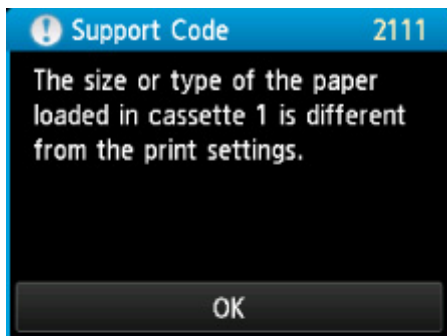 Support Code 2111
The size or type of the paper
loaded in cassette 1 is different
from the print settings.
OK